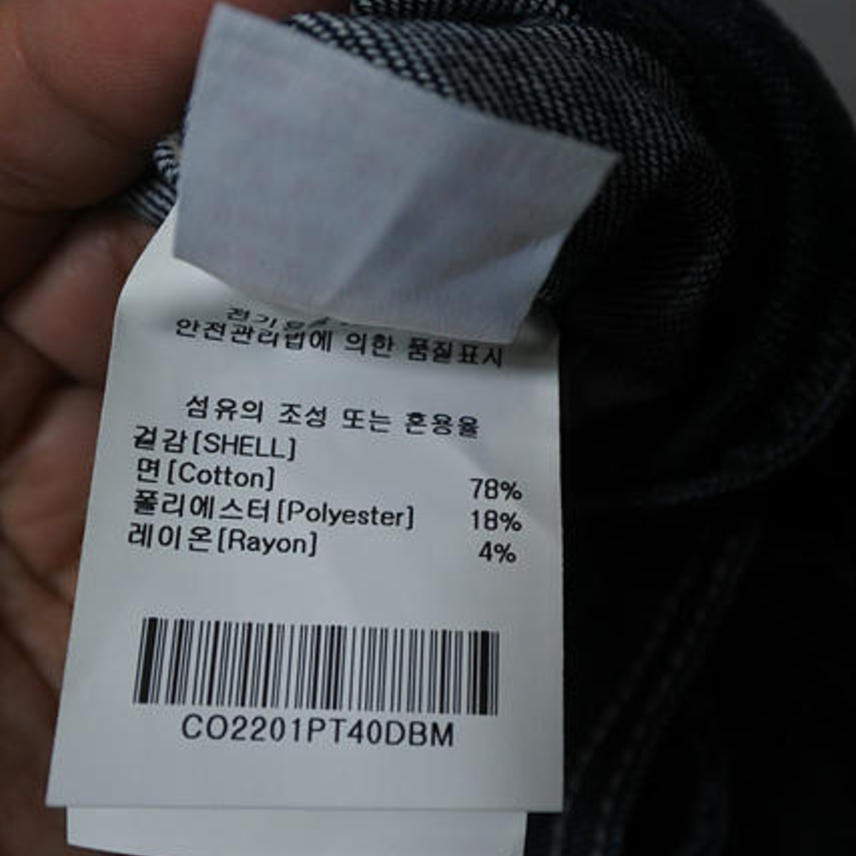 안전관리법에 의한 품질표시
섬유의 조성 또는 혼용율
겉감[SHELL]
면[Cotton] 78%
폴리에스터[Polyester] 18%
레이온[Rayon] 4%
CO2201PT40DBM